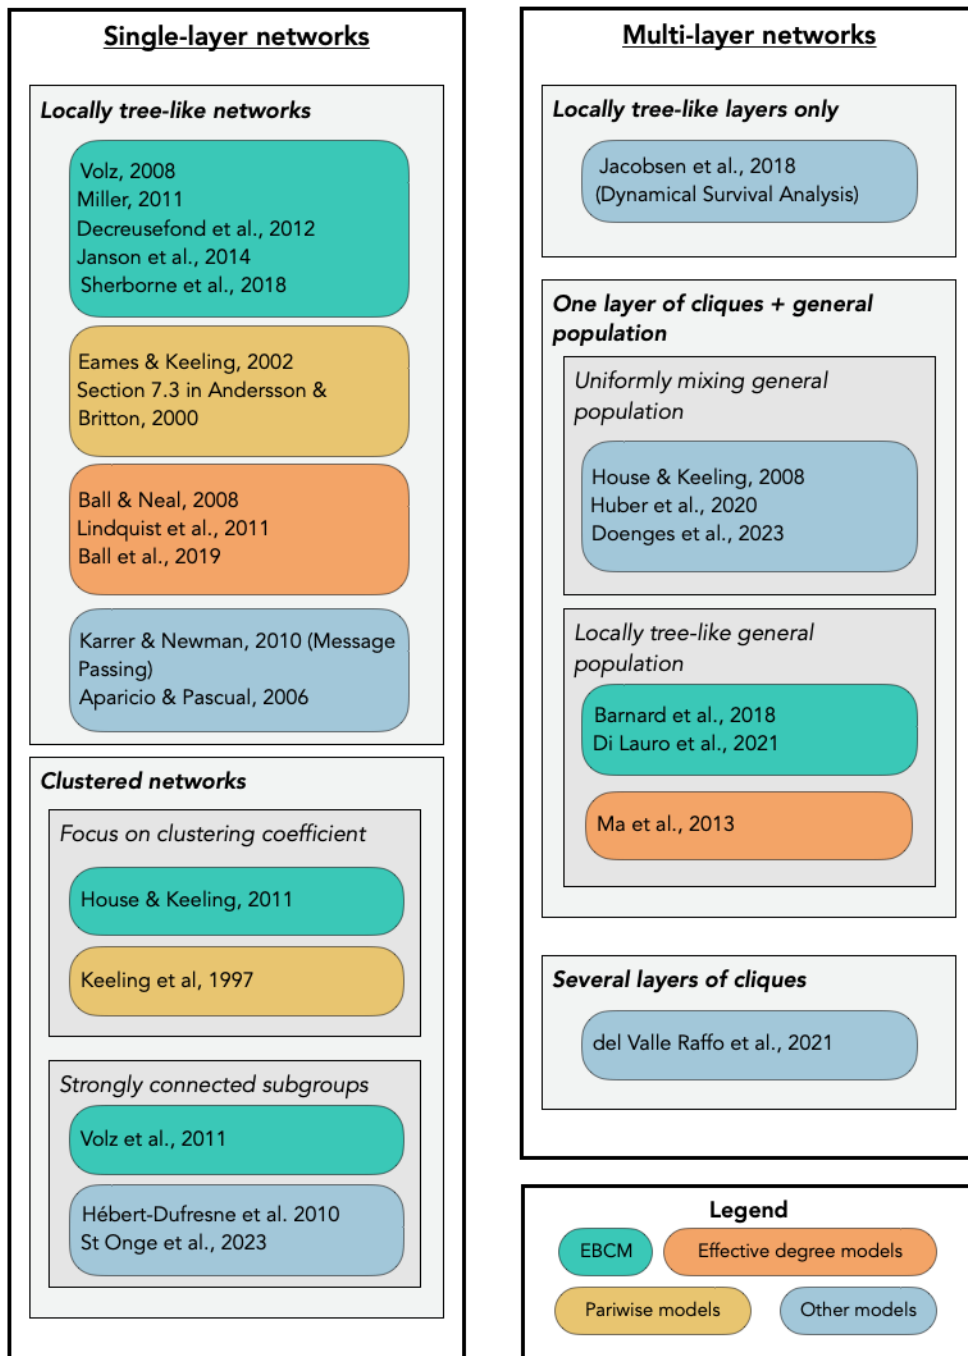 Single-layer networks
Locally tree-like networks
Volz, 2008
Miller, 2011
Decreusefond et al., 2012
Janson et al., 2014
Sherborne et al., 2018
Eames & Keeling, 2002
Section 7.3 in Andersson &
Britton, 2000
Ball & Neal, 2008
Lindquist et al., 2011
Ball et al., 2019
Karrer & Newman, 2010 (Message
Passing)
Aparicio & Pascual, 2006
Clustered networks
Focus on clustering coefficient
House & Keeling, 2011
Keeling et al, 1997
Strongly connected subgroups
Volz et al., 2011
Hébert-Dufresne et al. 2010
St Onge et al., 2023
Multi-layer networks
Locally tree-like layers only
Jacobsen et al., 2018
(Dynamical Survival Analysis)
One layer of cliques + general
population
Uniformly mixing general
population
House & Keeling, 2008
Huber et al., 2020
Doenges et al., 2023
Locally tree-like general
population
Barnard et al., 2018
Di Lauro et al., 2021
Ma et al., 2013
Several layers of cliques
del Valle Raffo et al., 2021
Legend
EBCM
Effective degree models
Pariwise models
Other models